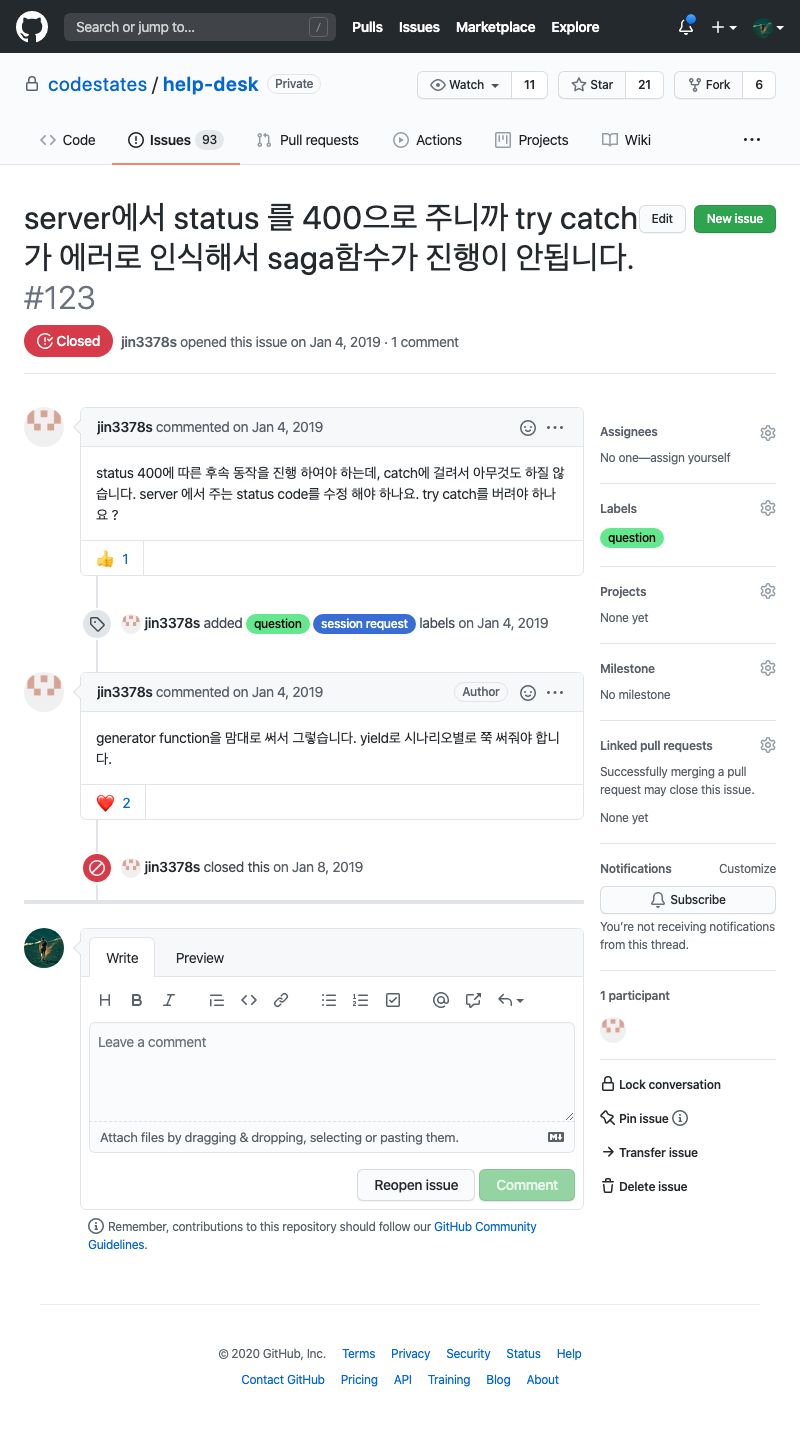 Search or jump to... /
Pulls Issues Marketplace Explore
codestates / help-desk Private
Watch 11 Star 21 Fork 6
Code Issues 93 Pull requests Actions Projects Wiki
server에서 status 를 400으로 주니까 try catch
가 에러로 인식해서 saga함수가 진행이 안됩니다.
#123
Edit New issue
Closed jin3378s opened this issue on Jan 4, 2019 · 1 comment
jin3378s commented on Jan 4, 2019
status 400에 따른 후속 동작을 진행 하여야 하는데, catch에 걸려서 아무것도 하질 않
습니다. server 에서 주는 status code를 수정 해야 하나요. try catch를 버려야 하나
요 ?
👍 1
jin3378s added question session request labels on Jan 4, 2019
jin3378s commented on Jan 4, 2019 Author
generator function을 맘대로 써서 그렇습니다. yield로 시나리오별로 쭉 써줘야 합니
다.
❤️ 2
jin3378s closed this on Jan 8, 2019
Write Preview
H B I
Leave a comment
Attach files by dragging & dropping, selecting or pasting them.
Reopen issue Comment
Remember, contributions to this repository should follow our GitHub Community
Guidelines.
Assignees
No one—assign yourself
Labels
question
Projects
None yet
Milestone
No milestone
Linked pull requests
Successfully merging a pull
request may close this issue.
None yet
Notifications Customize
Subscribe
You're not receiving notifications
from this thread.
1 participant
Lock conversation
Pin issue
Transfer issue
Delete issue
© 2020 GitHub, Inc. Terms Privacy Security Status Help
Contact GitHub Pricing API Training Blog About